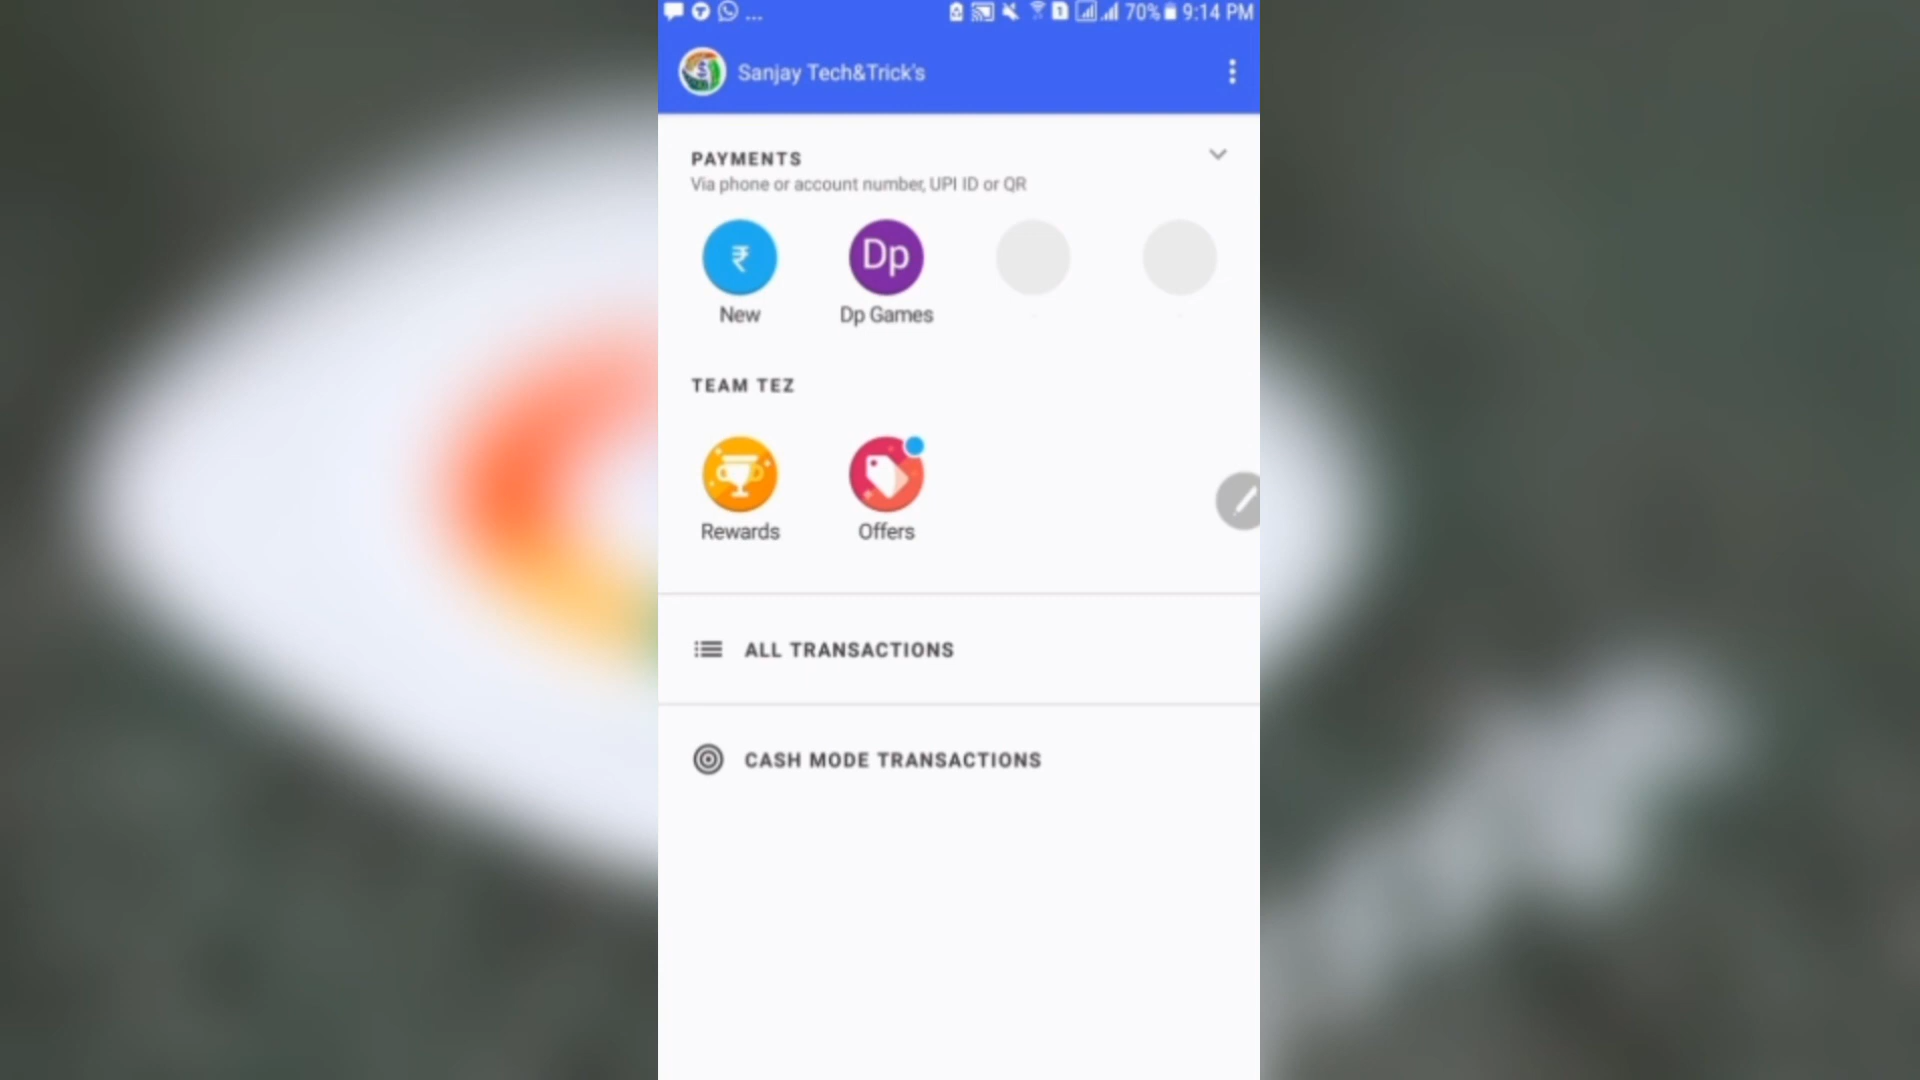 ... 1 70% 9:14 PM
Sanjay Tech&Trick's
PAYMENTS
Via phone or account number, UPI ID or QR
₹ Dp
New Dp Games
TEAM TEZ
Rewards Offers
ALL TRANSACTIONS
CASH MODE TRANSACTIONS